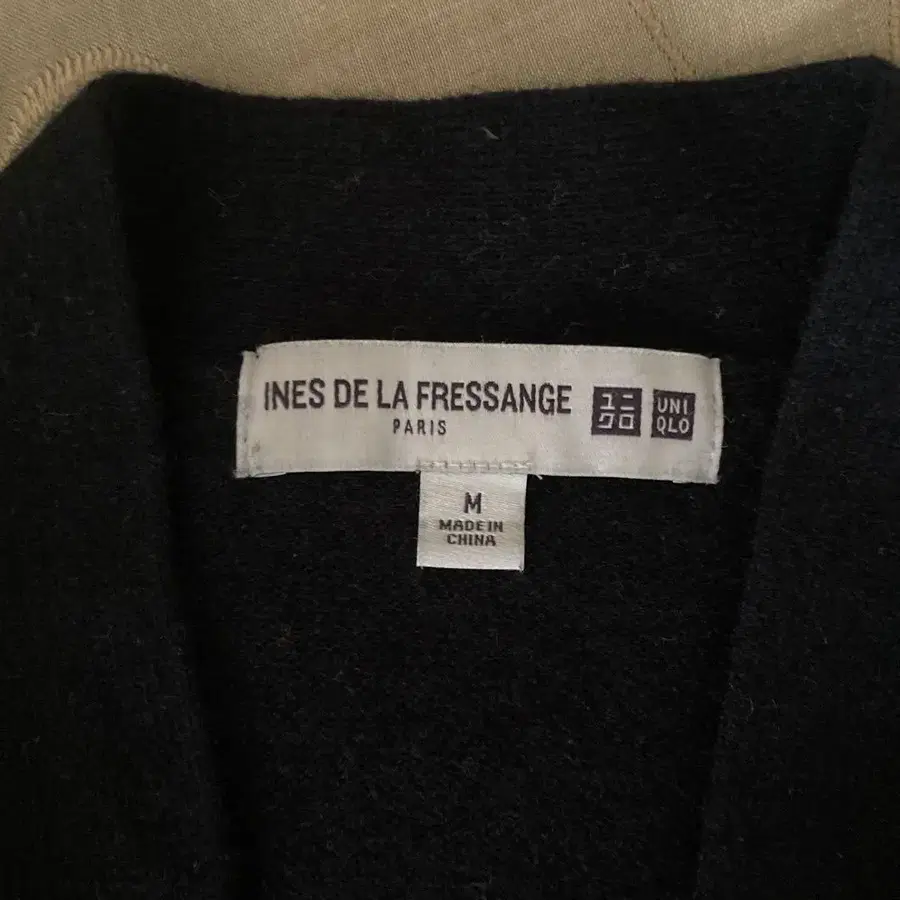 INES DE LA FRESSANGE
PARIS
ユニ
クロ
UNI
QLO
M
MADE IN
CHINA